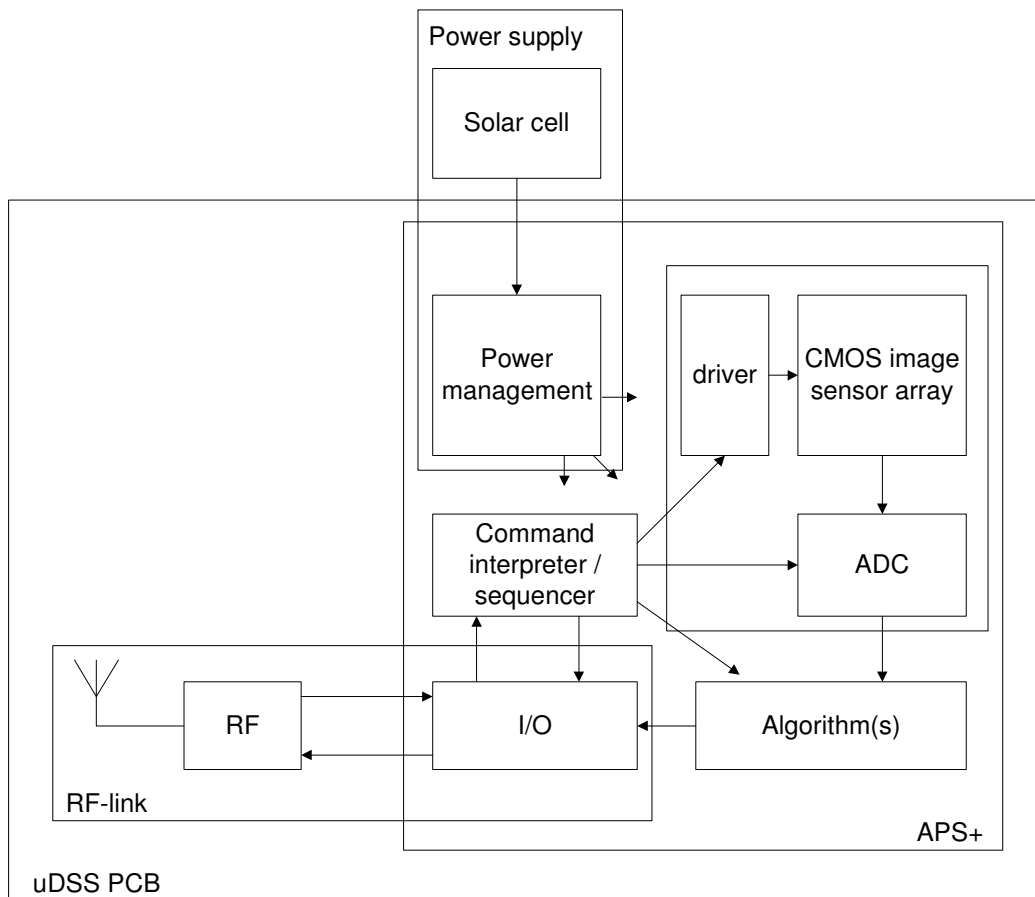 Power supply
Solar cell
Power
management
driver
CMOS image
sensor array
Command
interpreter /
sequencer
ADC
RF
I/O
Algorithm(s)
RF-link
APS+
uDSS PCB